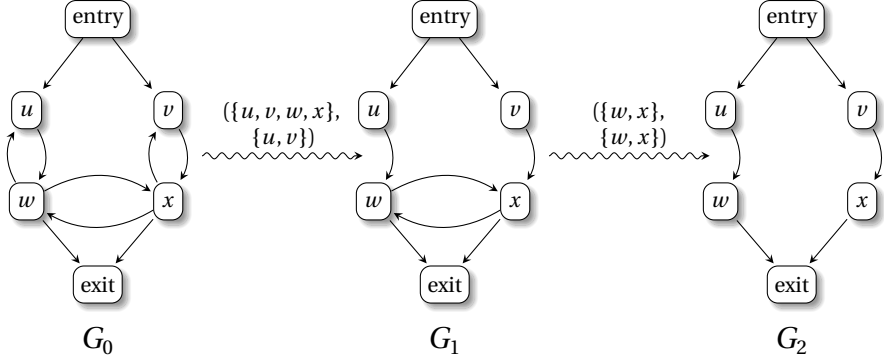 entry entry entry
u v ({u, v, w, x}, u v ({w, x}, u v
{u, v}) {w, x})
w x w x w x
exit exit exit
G₀ G₁ G₂